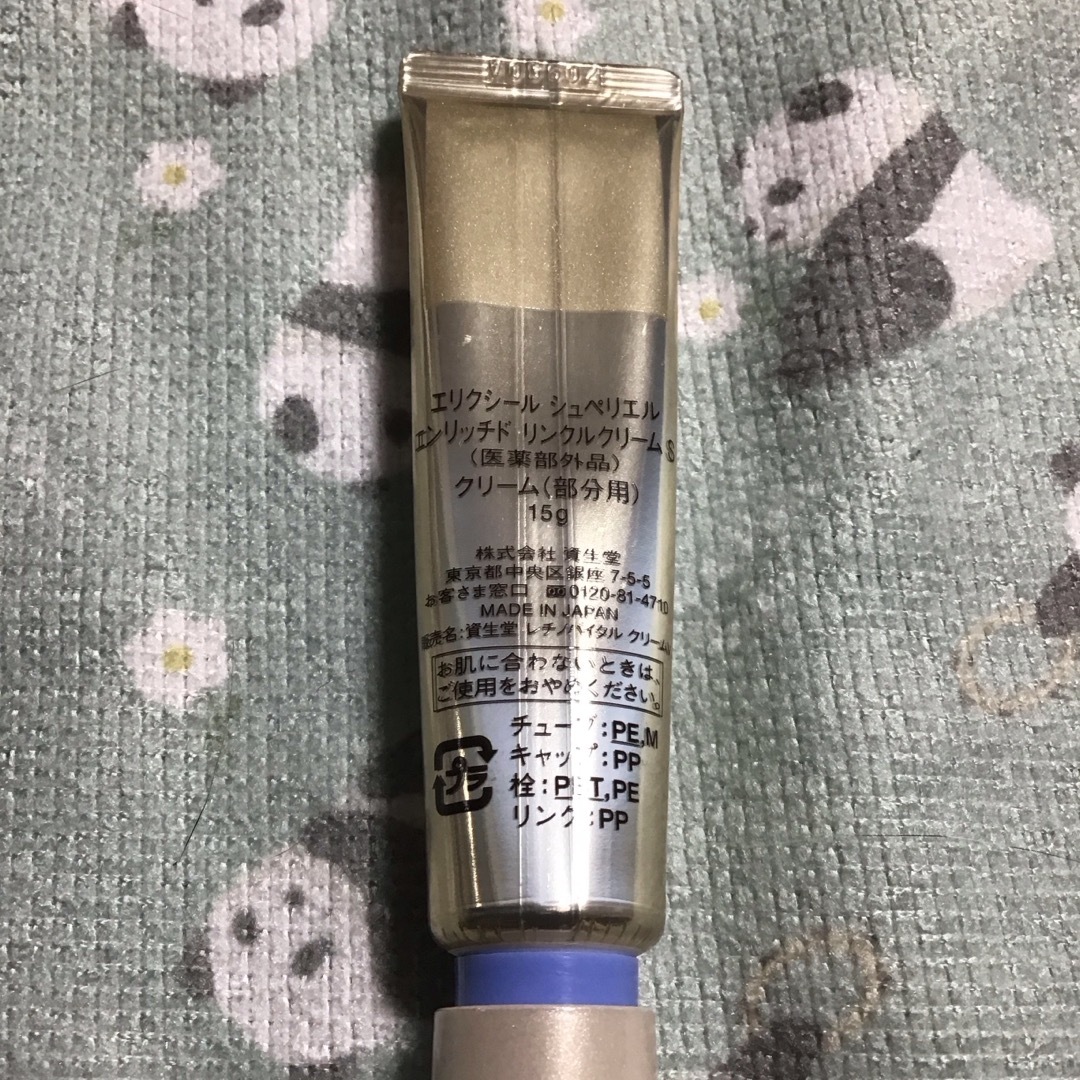 エリクシール シュペリエル
エンリッチド リンクルクリーム S
(医薬部外品)
クリーム(部分用)
15g
株式会社 資生堂
東京都中央区銀座 7-5-5
お客さま窓口 0120-81-4710
MADE IN JAPAN
販売名:資生堂 レチノバイタル クリーム
お肌に合わないときは、
ご使用をおやめください。
チューブ:PE,M
キャップ:PP
プラ
栓:PET,PE
リング:PP